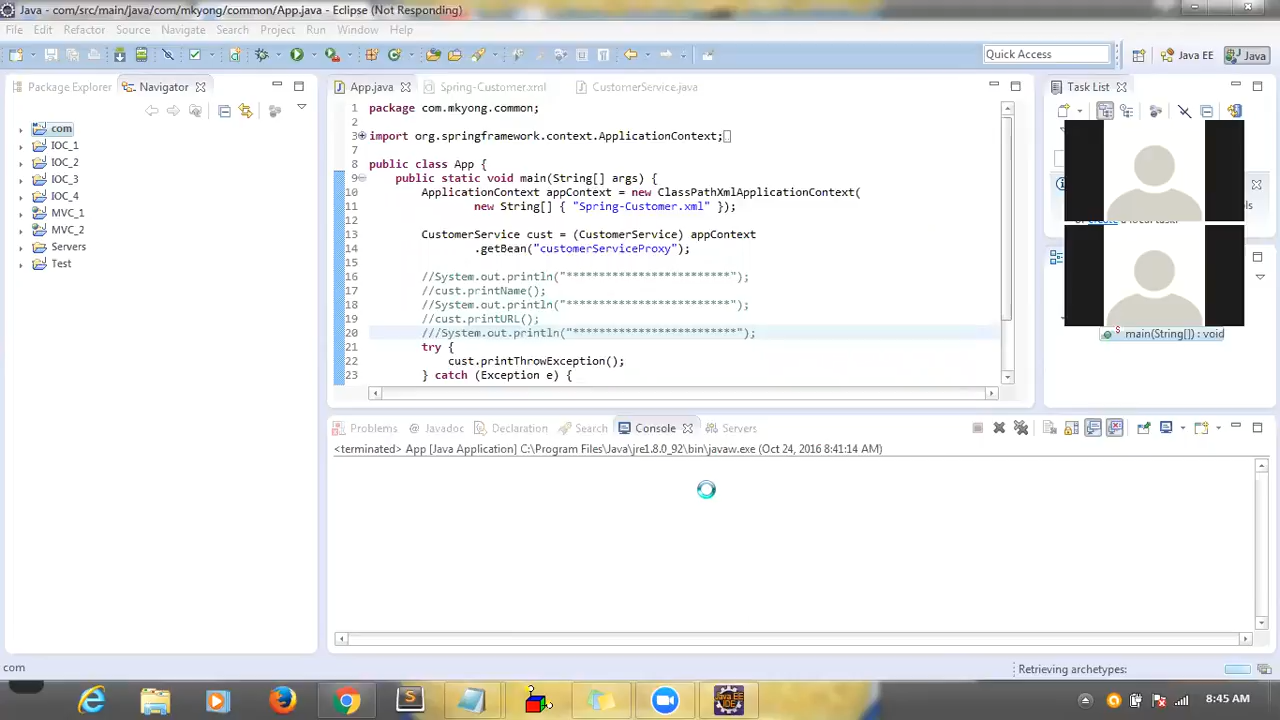 Java - com/src/main/java/com/mkyong/common/App.java - Eclipse (Not Responding)
File Edit Refactor Source Navigate Search Project Run Window Help
Quick Access
Java EE
Java
Package Explorer
Navigator
com
IOC_1
IOC_2
IOC_3
IOC_4
MVC_1
MVC_2
Servers
Test
App.java
Spring-Customer.xml
CustomerService.java
1 package com.mkyong.common;
2
3 import org.springframework.context.ApplicationContext;
7
8 public class App {
9 public static void main(String[] args) {
10 ApplicationContext appContext = new ClassPathXmlApplicationContext(
11 new String[] { "Spring-Customer.xml" });
12
13 CustomerService cust = (CustomerService) appContext
14 .getBean("customerServiceProxy");
15
16 //System.out.println("*************************");
17 //cust.printName();
18 //System.out.println("*************************");
19 //cust.printURL();
20 ///System.out.println("*************************");
21 try {
22 cust.printThrowException();
23 } catch (Exception e) {
Task List
main(String[]) : void
Problems
Javadoc
Declaration
Search
Console
Servers
<terminated> App [Java Application] C:\Program Files\Java\jre1.8.0_92\bin\javaw.exe (Oct 24, 2016 8:41:14 AM)
com
Retrieving archetypes:
8:45 AM